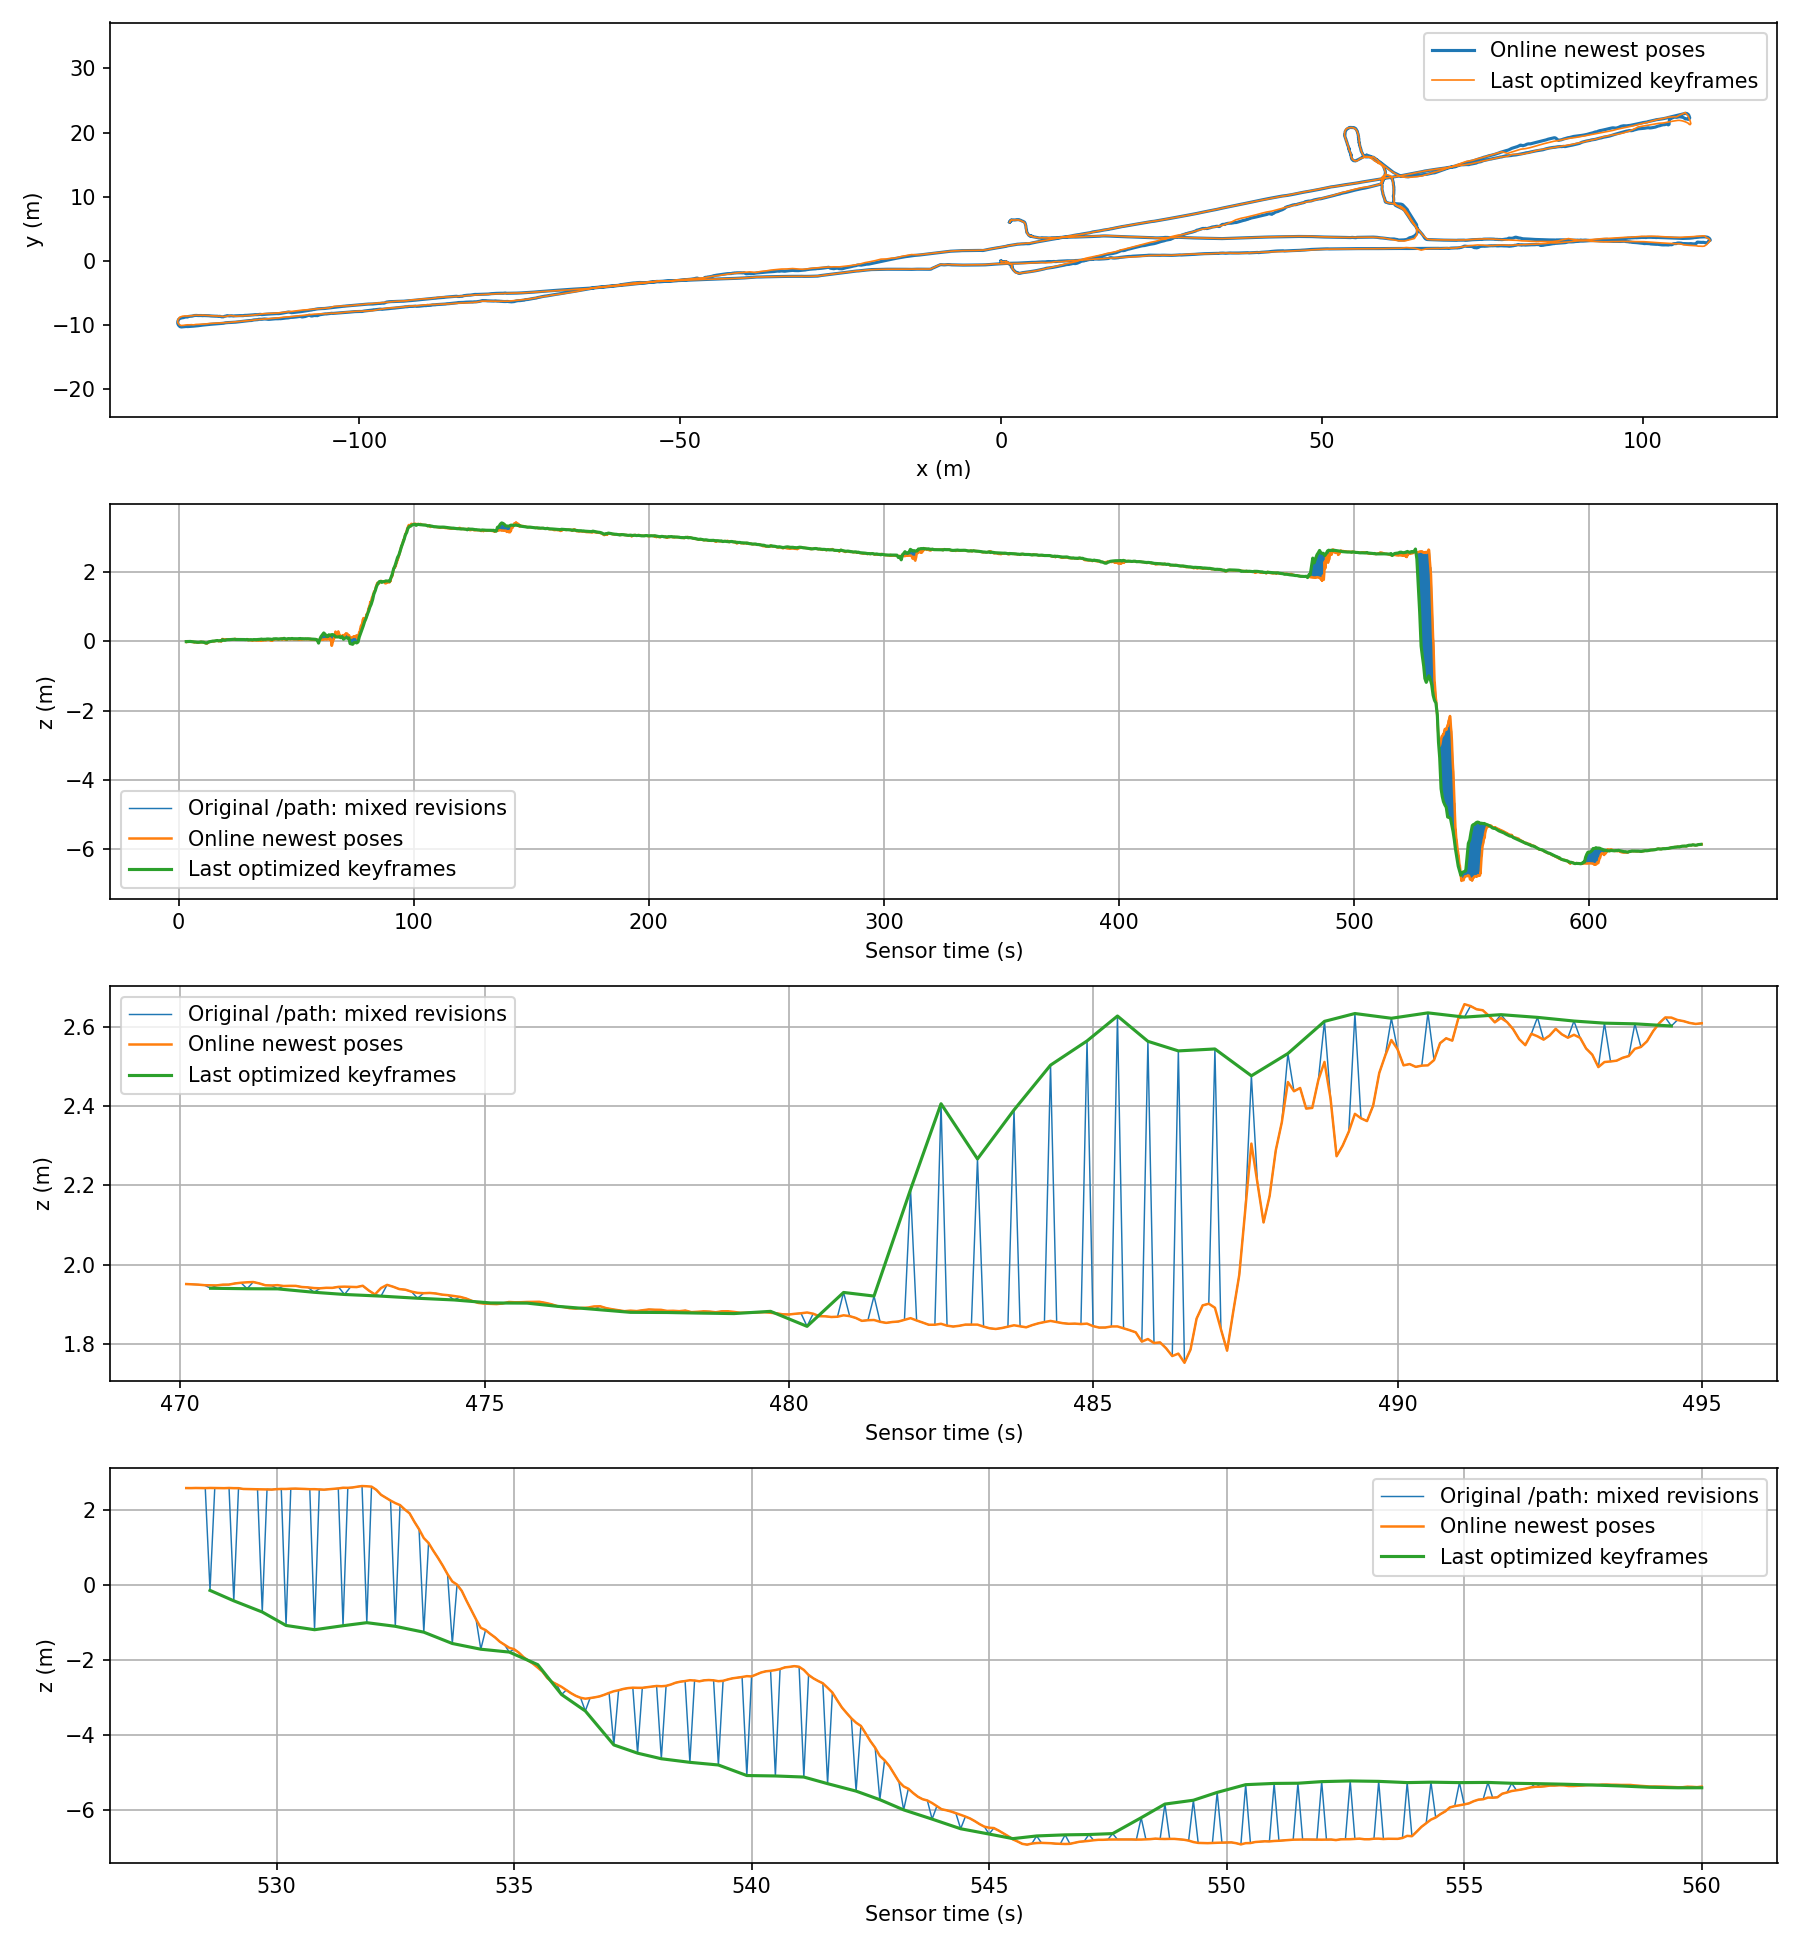 Online newest poses
Last optimized keyframes
30
20
10
0
−10
−20
y (m)
−100
−50
0
50
100
x (m)
2
0
−2
−4
−6
z (m)
Original /path: mixed revisions
Online newest poses
Last optimized keyframes
0
100
200
300
400
500
600
Sensor time (s)
Original /path: mixed revisions
Online newest poses
Last optimized keyframes
2.6
2.4
2.2
2.0
1.8
z (m)
470
475
480
485
490
495
Sensor time (s)
Original /path: mixed revisions
Online newest poses
Last optimized keyframes
2
0
−2
−4
−6
z (m)
530
535
540
545
550
555
560
Sensor time (s)